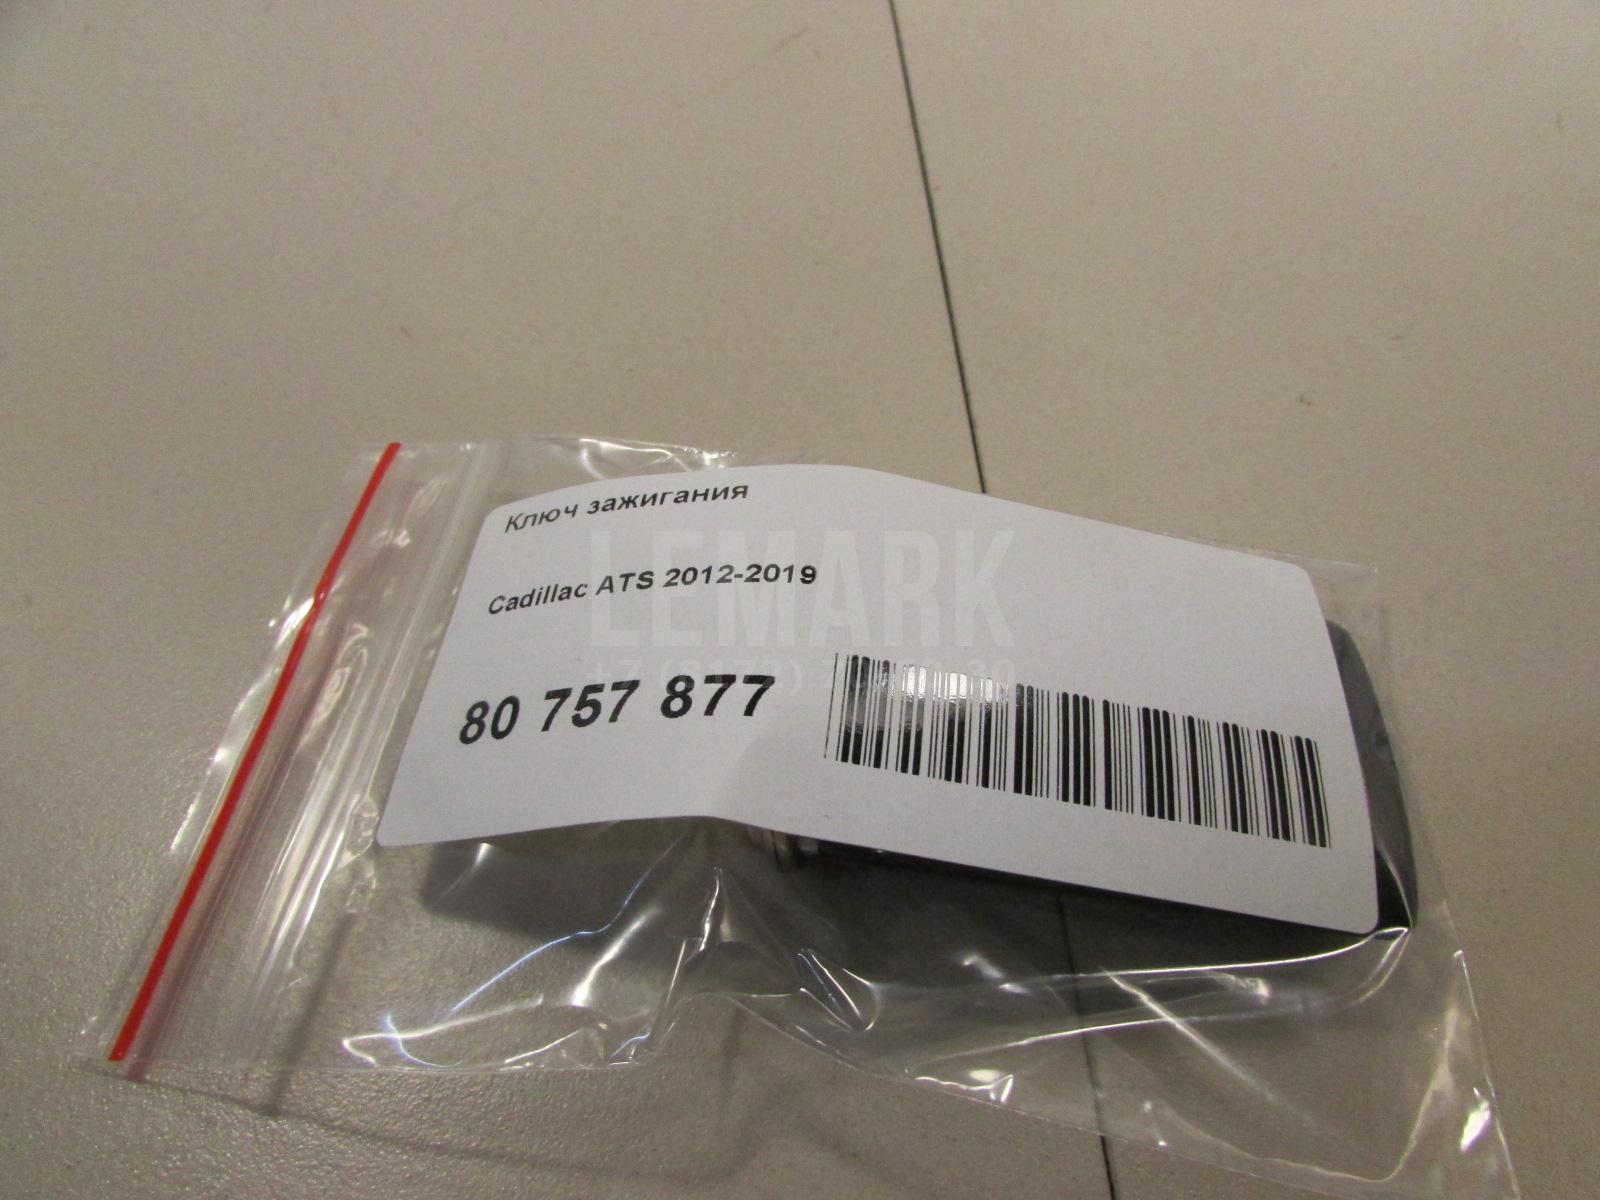 Ключ зажигания
Cadillac ATS 2012-2019
LEMARK
80 757 877